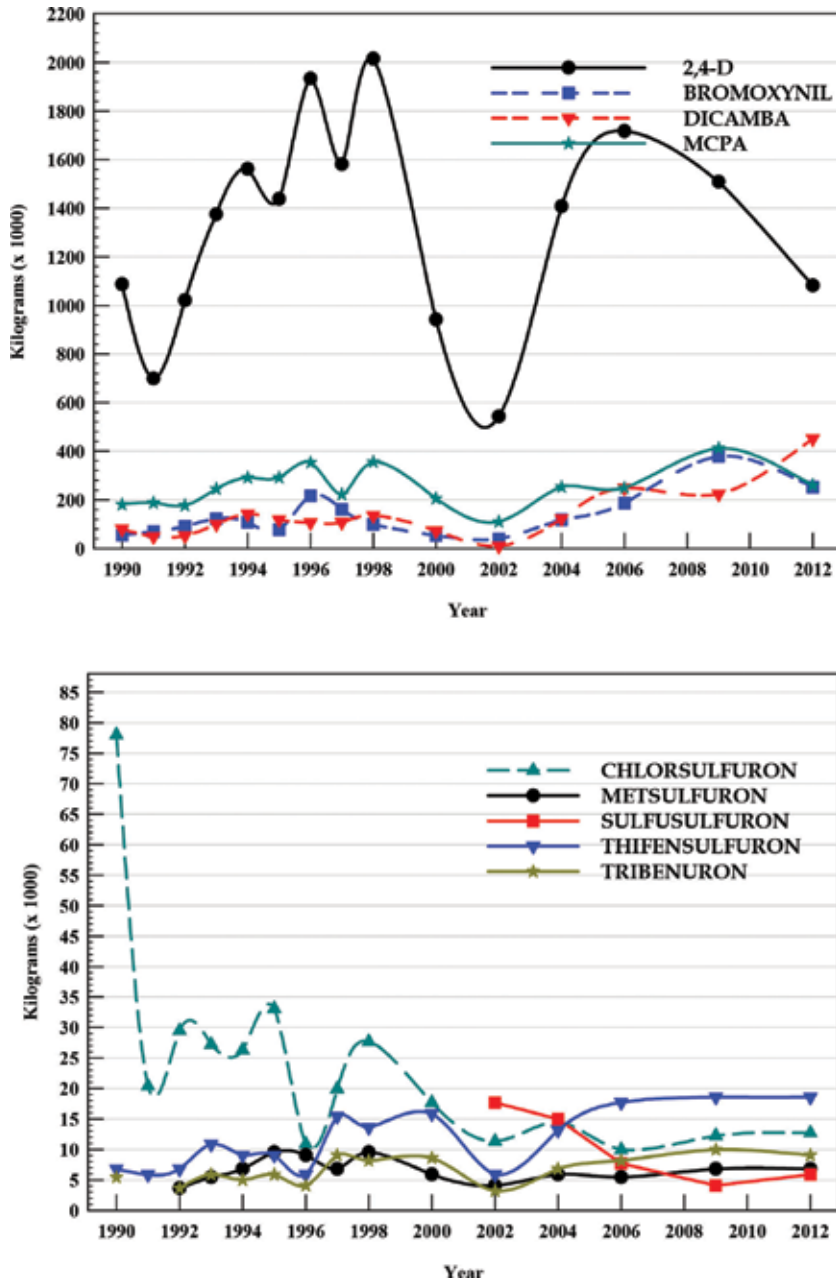 2200
2000
1800
1600
1400
1200
1000
800
600
400
200
0
Kilograms (x 1000)
2,4-D
BROMOXYNIL
DICAMBA
MCPA
1990 1992 1994 1996 1998 2000 2002 2004 2006 2008 2010 2012
Year
85
80
75
70
65
60
55
50
45
40
35
30
25
20
15
10
5
0
Kilograms (x 1000)
CHLORSULFURON
METSULFURON
SULFUSULFURON
THIFENSULFURON
TRIBENURON
1990 1992 1994 1996 1998 2000 2002 2004 2006 2008 2010 2012
Year